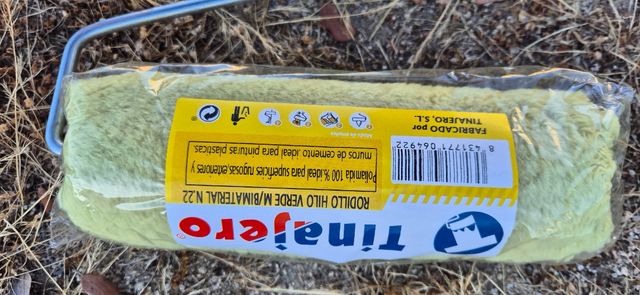 Tinajero
RODILLO HILO VERDE M/BIMATERIAL N.22
Poliamida 100 % ideal para superficies rugosas,exteriores y
muros de cemento .ideal para pinturas plasticas.
8 431771 064922
FABRICADO por
TINAJERO, S.L.